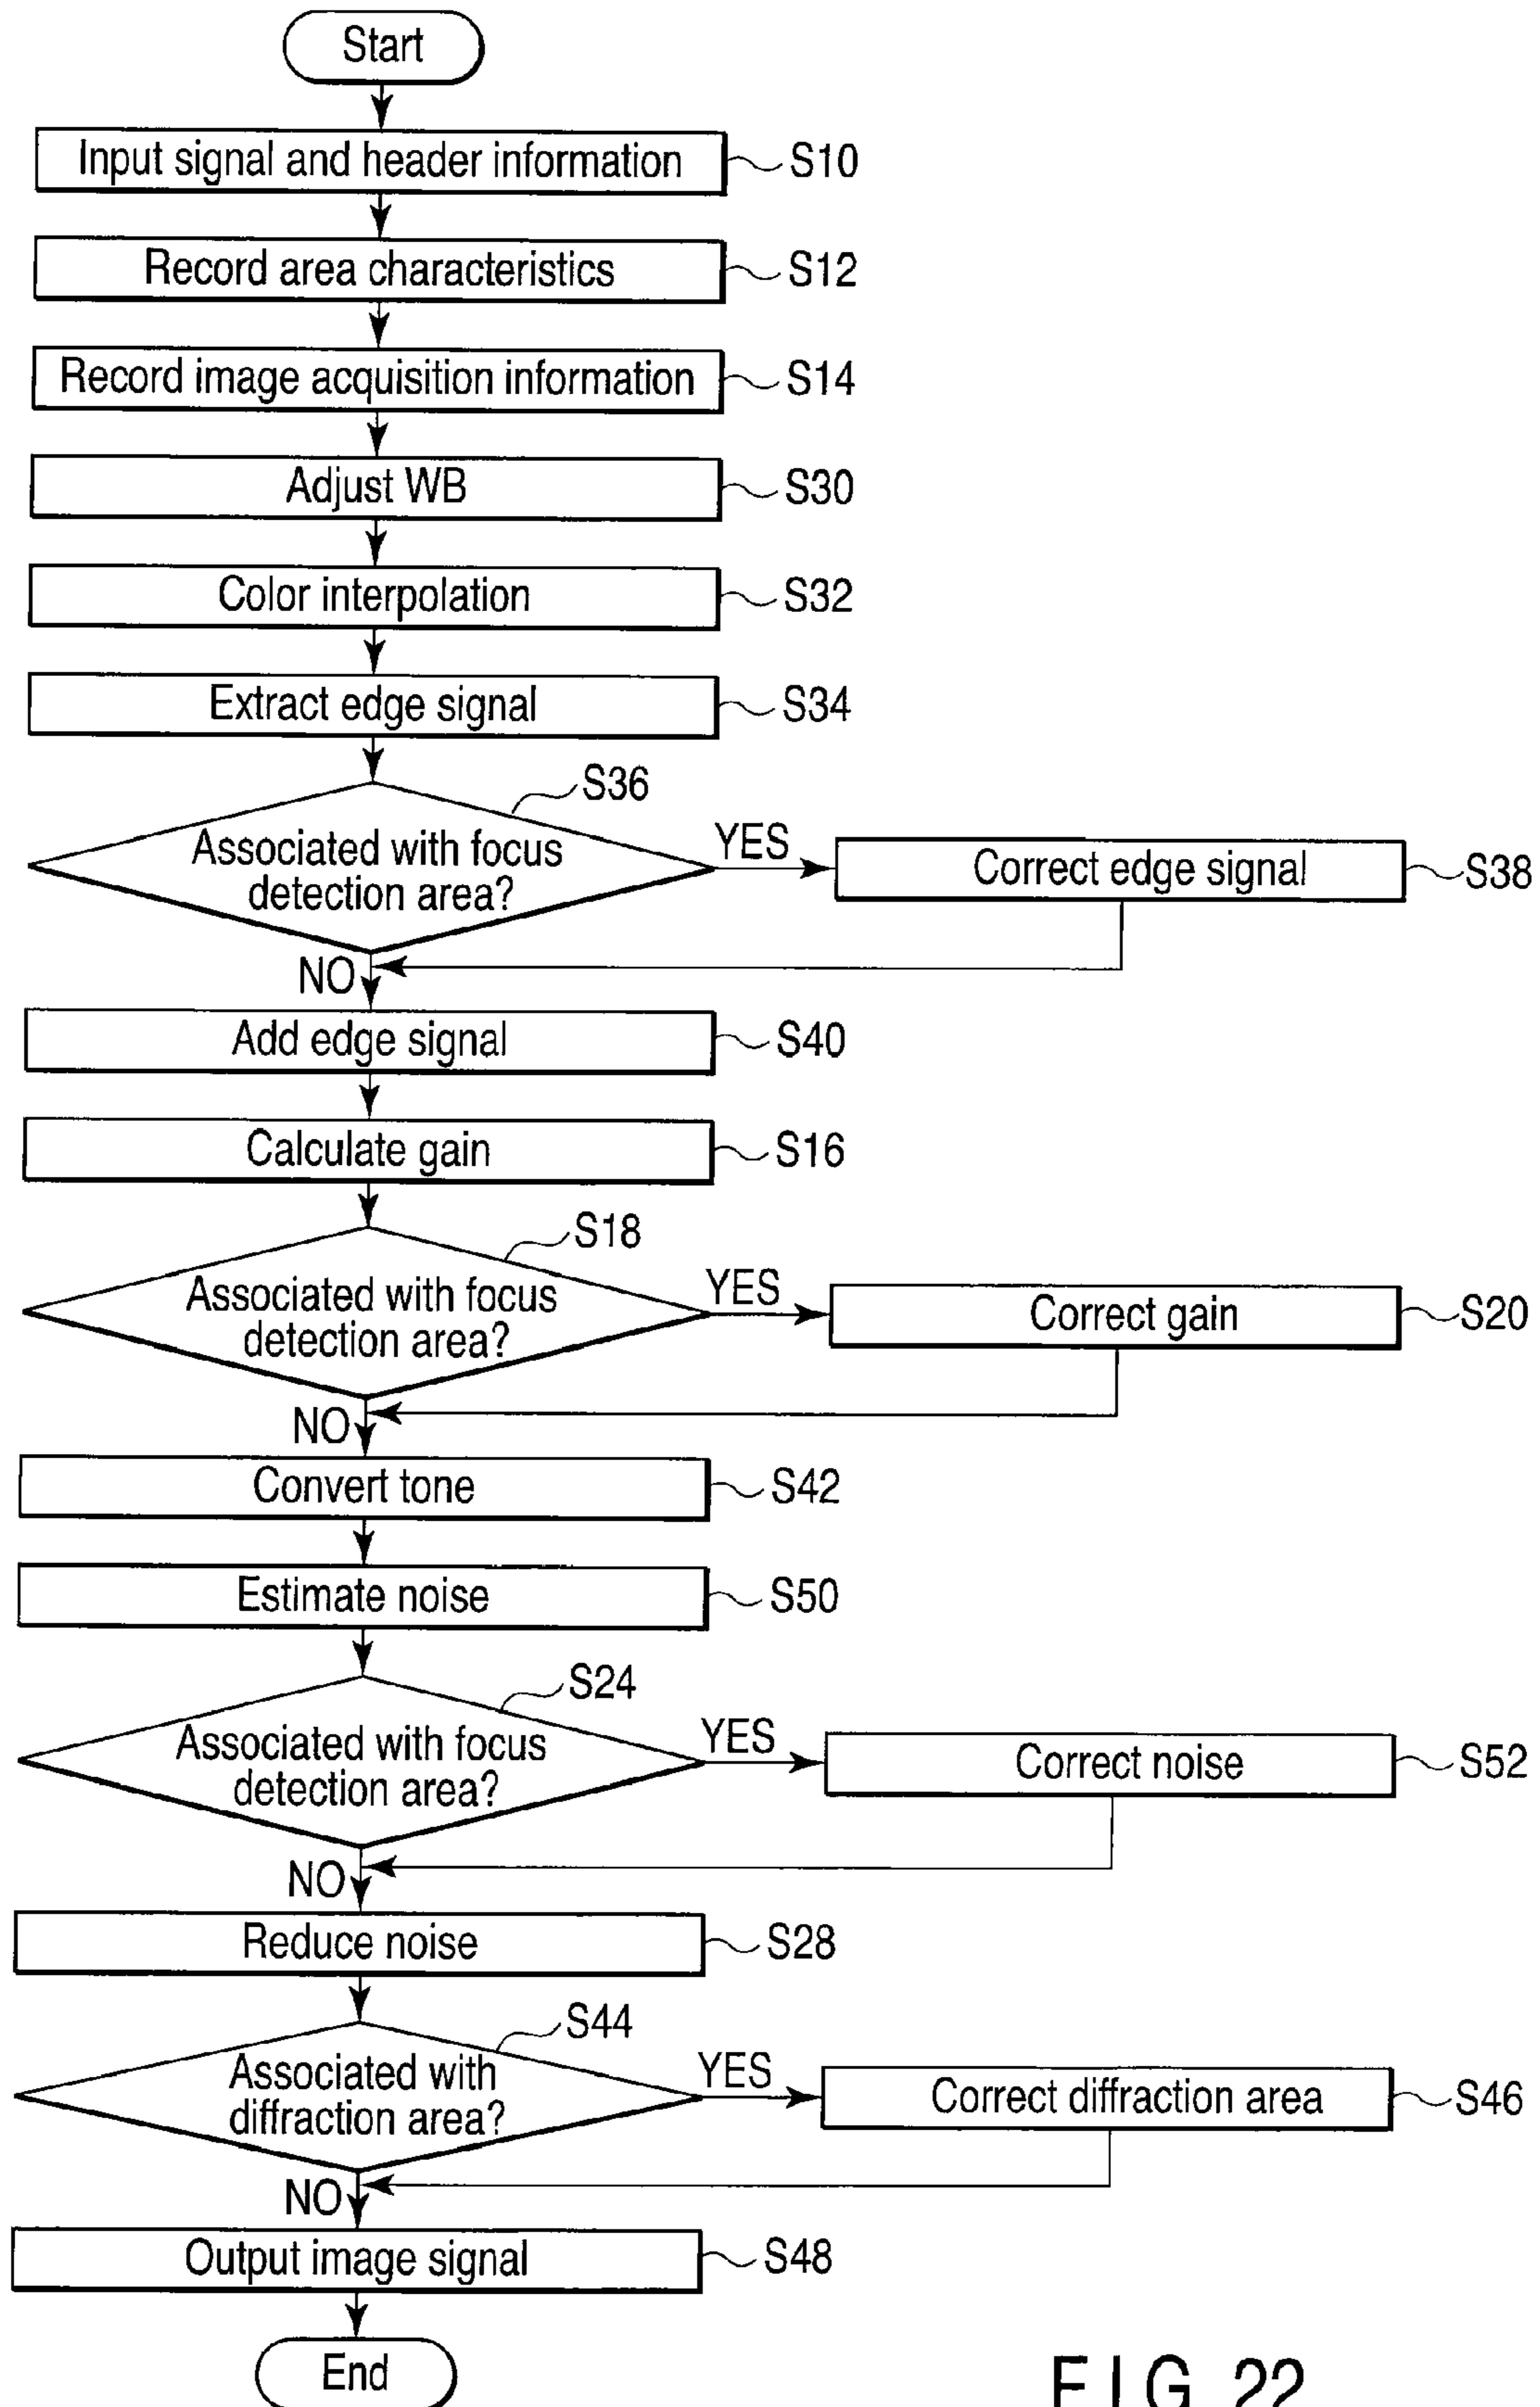 Start
Input signal and header information
S10
Record area characteristics
S12
Record image acquisition information
S14
Adjust WB
S30
Color interpolation
S32
Extract edge signal
S34
S36
Associated with focus
detection area?
YES
Correct edge signal
S38
NO
Add edge signal
S40
Calculate gain
S16
S18
Associated with focus
detection area?
YES
Correct gain
S20
NO
Convert tone
S42
Estimate noise
S50
S24
Associated with focus
detection area?
YES
Correct noise
S52
NO
Reduce noise
S28
S44
Associated with
diffraction area?
YES
Correct diffraction area
S46
NO
Output image signal
S48
End
FIG. 22